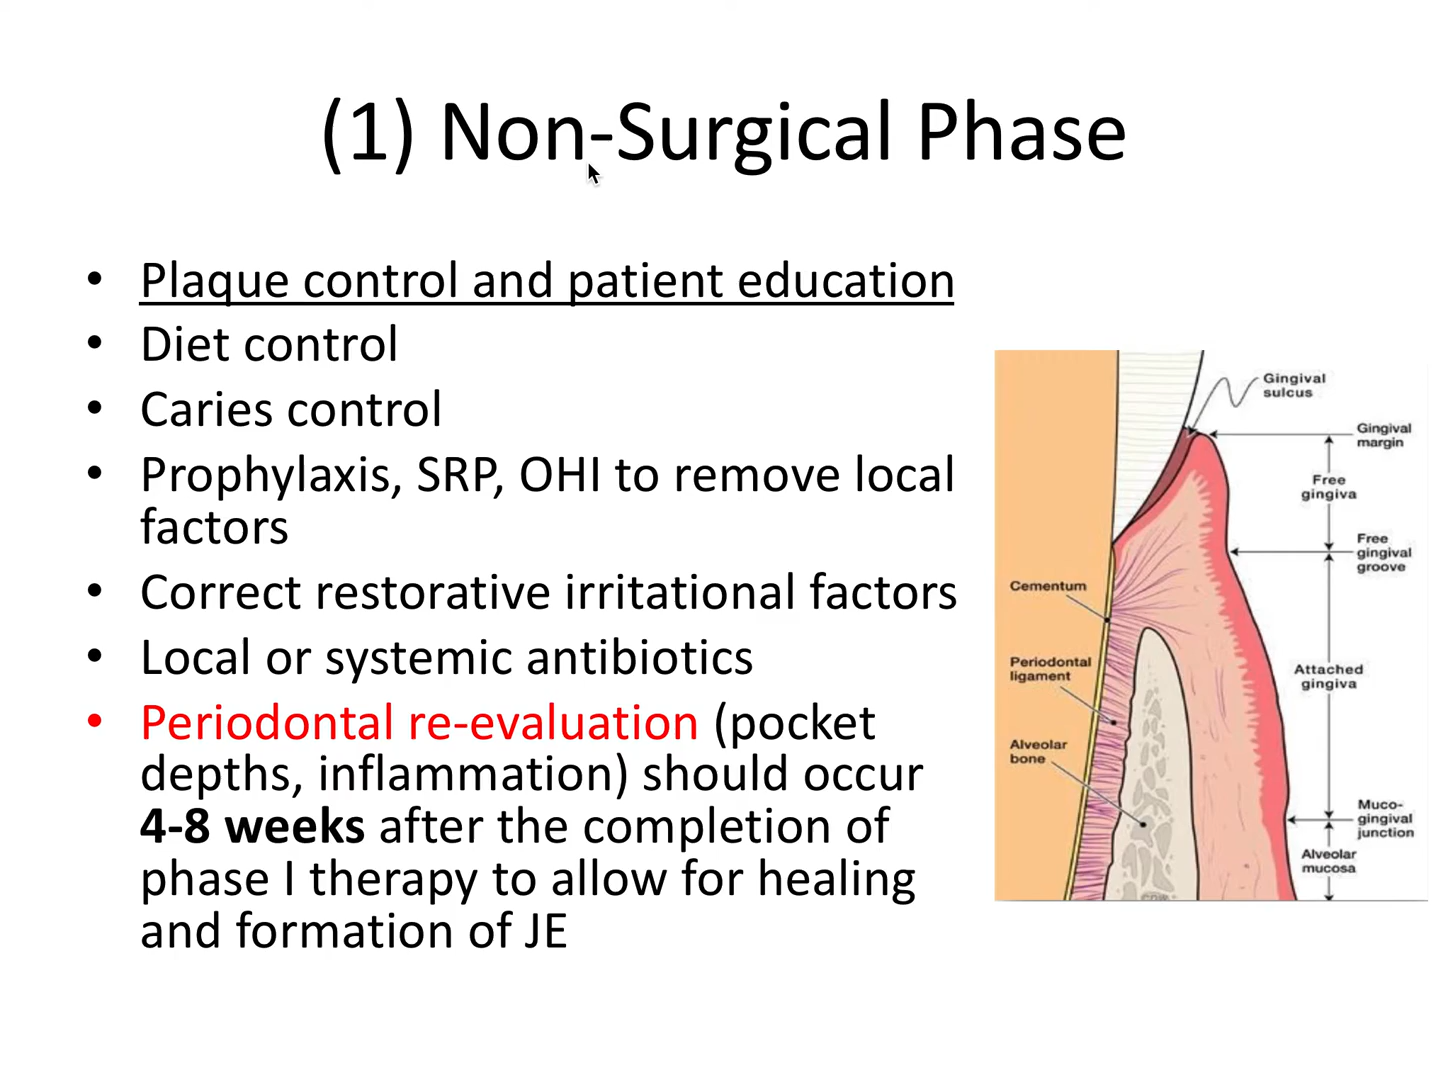 (1) Non-Surgical Phase
• Plaque control and patient education
• Diet control
• Caries control
• Prophylaxis, SRP, OHI to remove local
factors
• Correct restorative irritational factors
• Local or systemic antibiotics
• Periodontal re-evaluation (pocket
depths, inflammation) should occur
4-8 weeks after the completion of
phase I therapy to allow for healing
and formation of JE
Gingival
sulcus
Gingival
margin
Free
gingiva
Free
gingival
groove
Cementum
Periodontal
ligament
Attached
gingiva
Alveolar
bone
Muco-
gingival
junction
Alveolar
mucosa